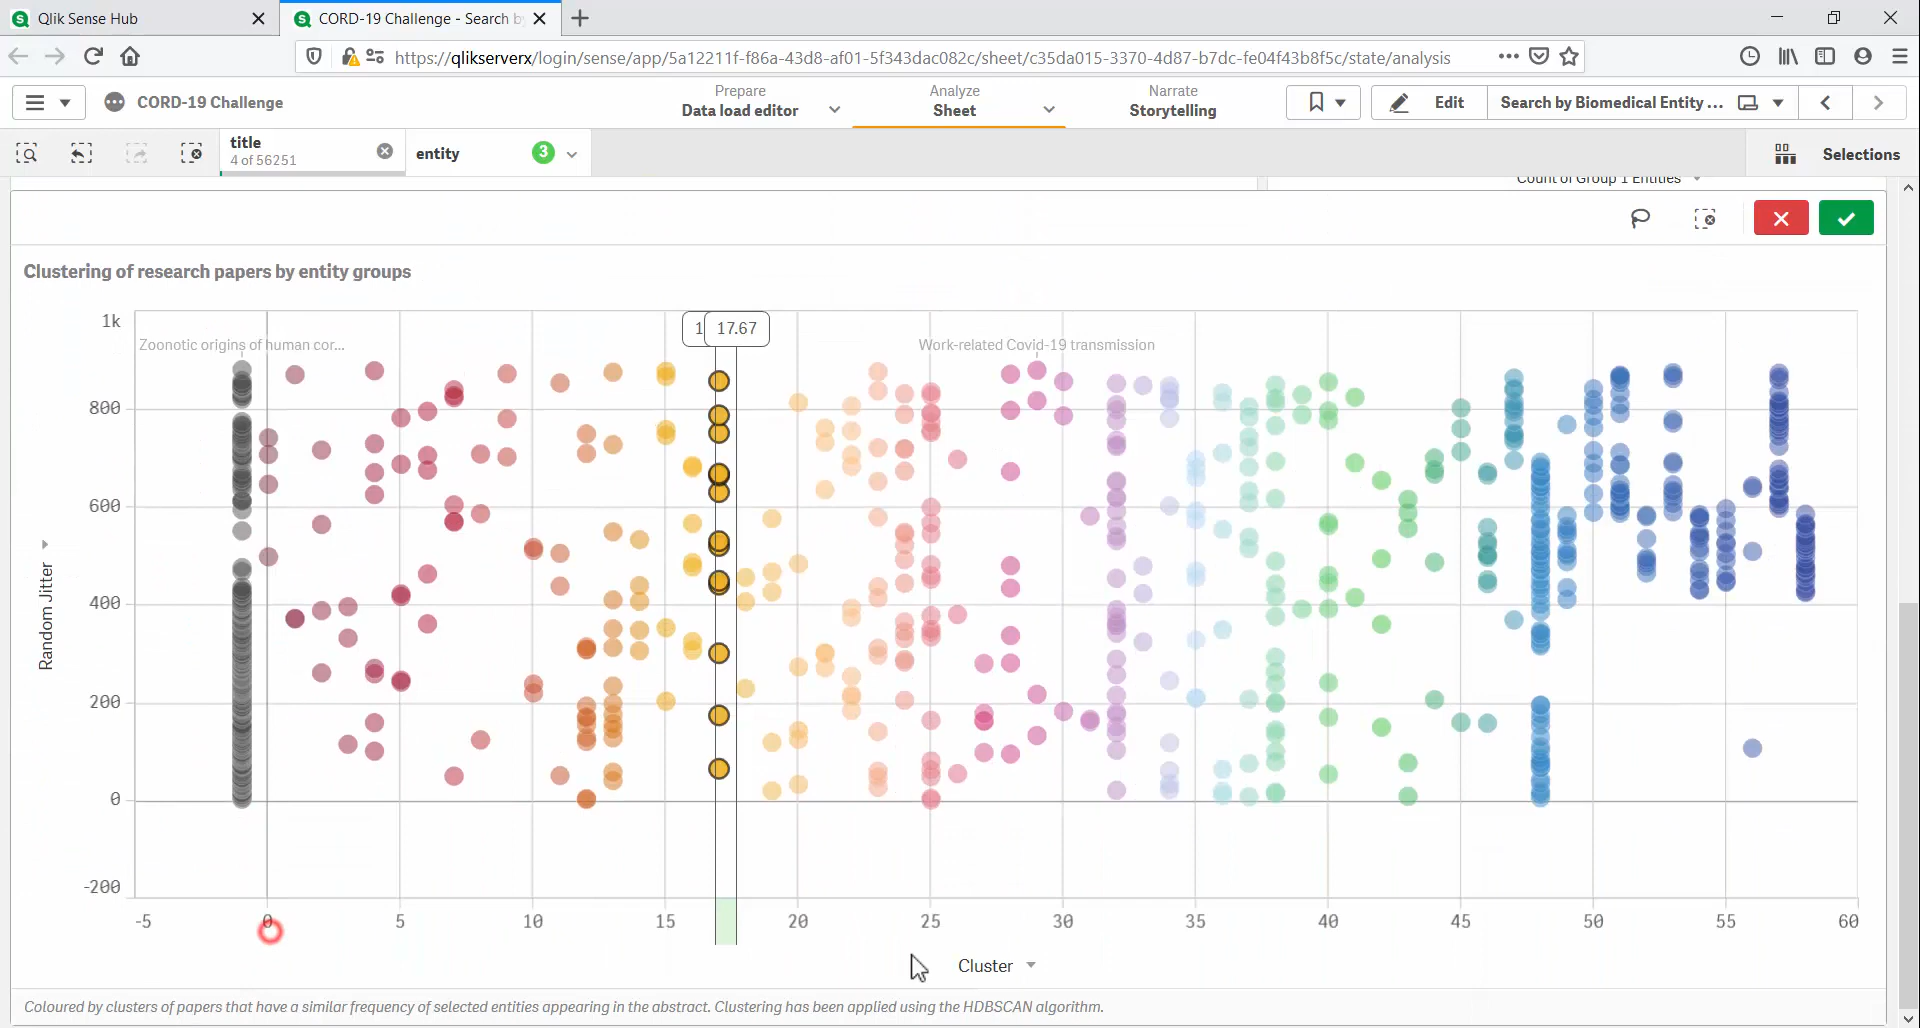 Qlik Sense Hub
CORD-19 Challenge - Search b
https://qlikserverx/login/sense/app/5a12211f-f86a-43d8-af01-5f343dac082c/sheet/c35da015-3370-4d87-b7dc-fe04f43b8f5c/state/analysis
CORD-19 Challenge
Prepare
Data load editor
Analyze
Sheet
Narrate
Storytelling
Edit
Search by Biomedical Entity ...
title
4 of 56251
entity
3
Selections
Count of Group 1 Entities
Clustering of research papers by entity groups
1k
800
600
400
200
0
-200
Random Jitter
Zoonotic origins of human cor...
1
17.67
Work-related Covid-19 transmission
-5 0 5 10 15 20 25 30 35 40 45 50 55 60
Cluster
Coloured by clusters of papers that have a similar frequency of selected entities appearing in the abstract. Clustering has been applied using the HDBSCAN algorithm.